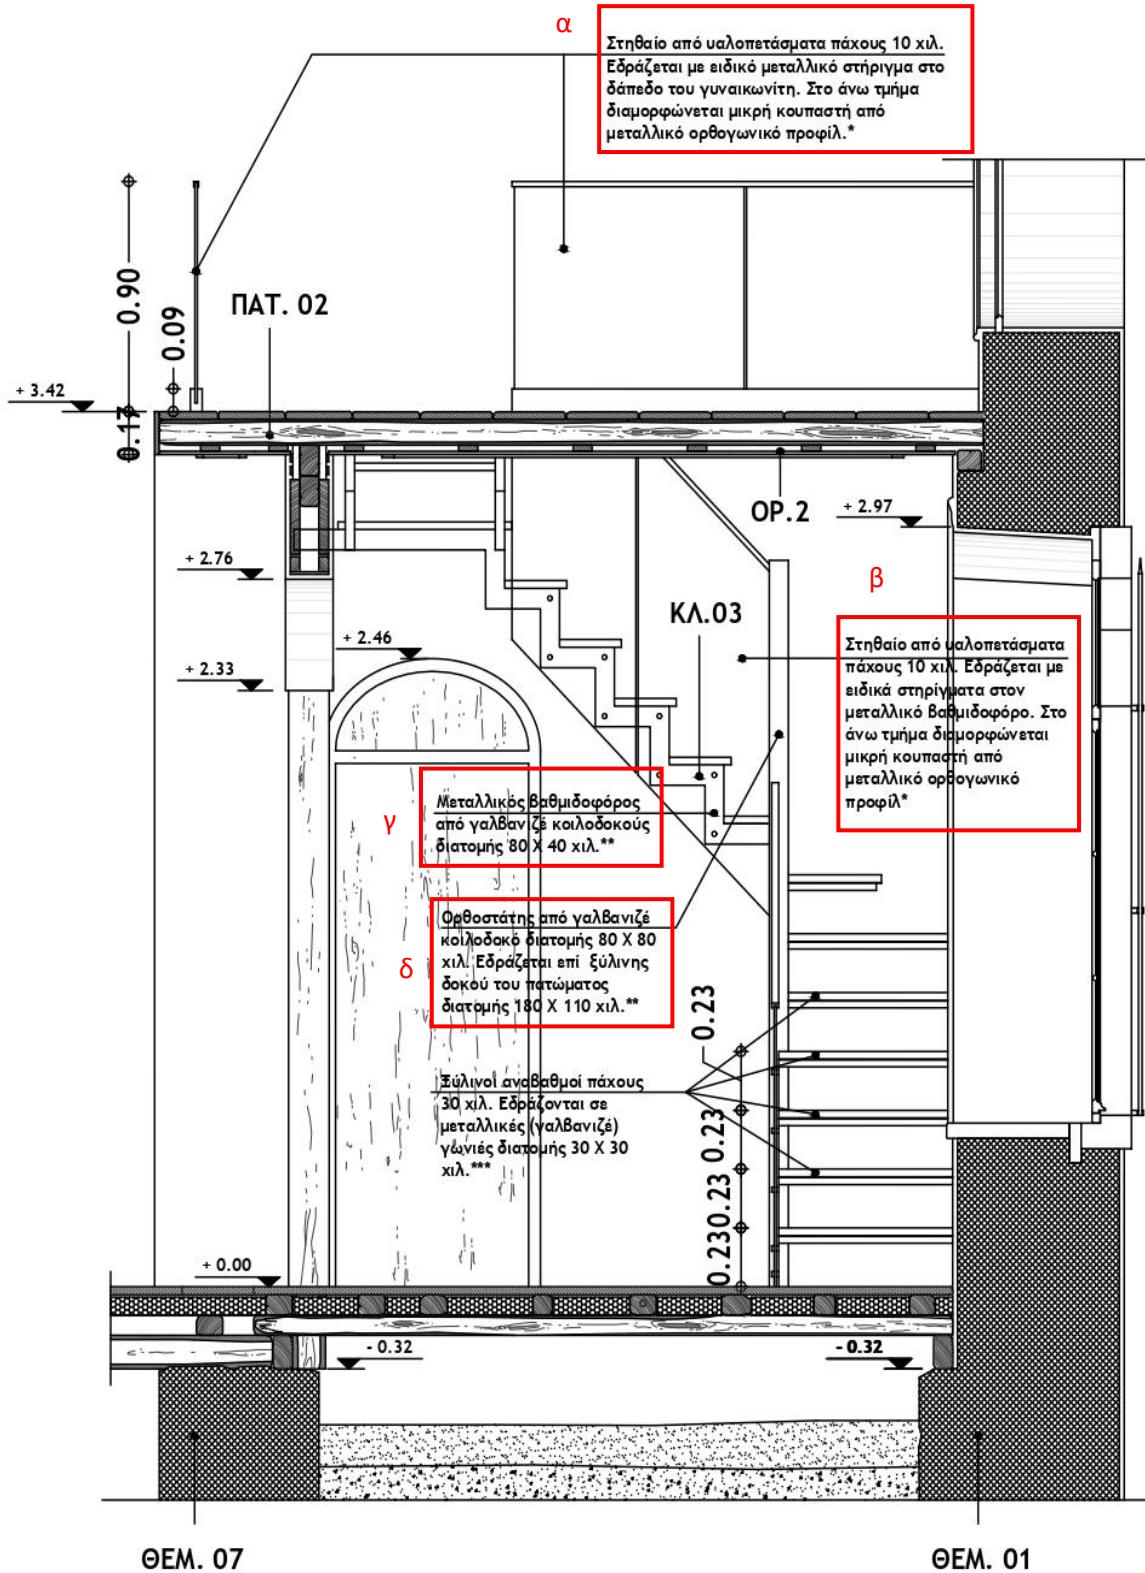 α
Στηθαίο από υαλοπετάσματα πάχους 10 χιλ.
Εδράζεται με ειδικό μεταλλικό στήριγμα στο
δάπεδο του γυναικωνίτη. Στο άνω τμήμα
διαμορφώνεται μικρή κουπαστή από
μεταλλικό ορθογωνικό προφίλ.*
0.90
0.09
ΠΑΤ. 02
+ 3.42
0.17
ΟΡ.2
+ 2.97
+ 2.76
β
ΚΛ.03
+ 2.46
+ 2.33
Στηθαίο από υαλοπετάσματα
πάχους 10 χιλ. Εδράζεται με
ειδικά στηρίγματα στον
μεταλλικό βαθμιδοφόρο. Στο
άνω τμήμα διαμορφώνεται
μικρή κουπαστή από
μεταλλικό ορθογωνικό
προφίλ*
γ
Μεταλλικός βαθμιδοφόρος
από γαλβανιζέ κοιλοδοκούς
διατομής 80 Χ 40 χιλ.**
δ
Ορθοστάτης από γαλβανιζέ
κοιλοδοκό διατομής 80 Χ 80
χιλ. Εδράζεται επί ξύλινης
δοκού του πατώματος
διατομής 180 Χ 110 χιλ.**
0.23
Ξύλινοι αναβαθμοί πάχους
30 χιλ. Εδράζονται σε
μεταλλικές (γαλβανιζέ)
γωνιές διατομής 30 Χ 30
χιλ.***
0.23
0.23
0.23
+ 0.00
- 0.32
- 0.32
ΘΕΜ. 07
ΘΕΜ. 01